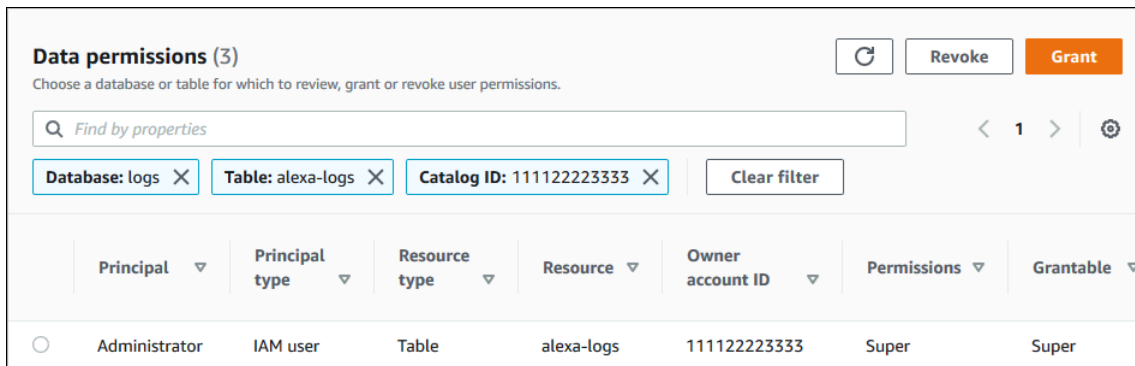 Data permissions (3)
Revoke
Grant
Choose a database or table for which to review, grant or revoke user permissions.
Find by properties
1
Database: logs
Table: alexa-logs
Catalog ID: 111122223333
Clear filter
Principal
Principal type
Resource type
Resource
Owner account ID
Permissions
Grantable
Administrator IAM user Table alexa-logs 111122223333 Super Super